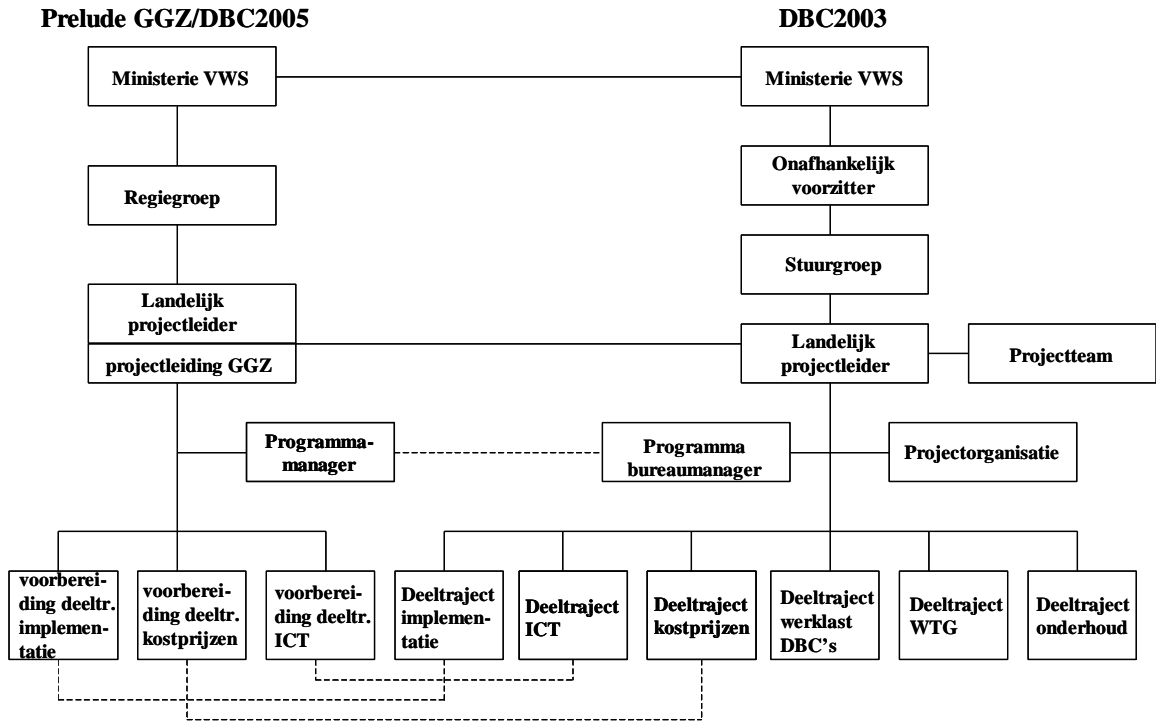 Prelude GGZ/DBC2005
DBC2003
Ministerie VWS
Ministerie VWS
Onafhankelijk
voorzitter
Regiegroep
Stuurgroep
Landelijk
projectleider
projectleiding GGZ
Landelijk
projectleider
Projectteam
Programma-
manager
Programma
bureaumanager
Projectorganisatie
voorberei-
ding deeltr.
implemen-
tatie
voorberei-
ding deeltr.
kostprijzen
voorberei-
ding deeltr.
ICT
Deeltraject
implemen-
tatie
Deeltraject
ICT
Deeltraject
kostprijzen
Deeltraject
werklast
DBC's
Deeltraject
WTG
Deeltraject
onderhoud